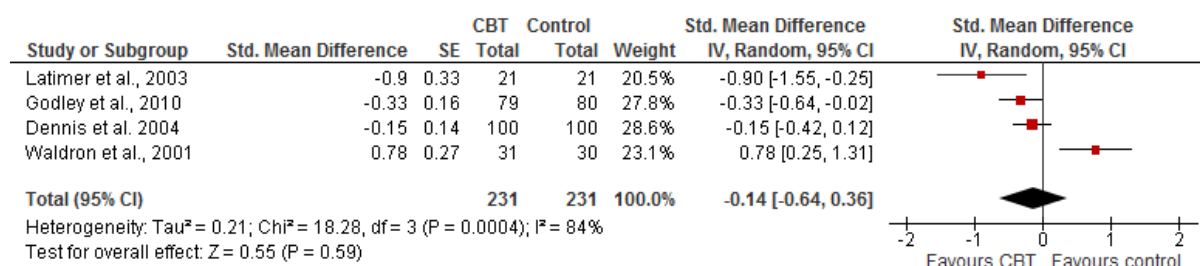 CBT Control Std. Mean Difference Std. Mean Difference
Study or Subgroup Std. Mean Difference SE Total Total Weight IV, Random, 95% CI IV, Random, 95% CI
Latimer et al., 2003 -0.9 0.33 21 21 20.5% -0.90 [-1.55, -0.25]
Godley et al., 2010 -0.33 0.16 79 80 27.8% -0.33 [-0.64, -0.02]
Dennis et al. 2004 -0.15 0.14 100 100 28.6% -0.15 [-0.42, 0.12]
Waldron et al., 2001 0.78 0.27 31 30 23.1% 0.78 [0.25, 1.31]
Total (95% CI) 231 231 100.0% -0.14 [-0.64, 0.36]
Heterogeneity: Tau² = 0.21; Chi² = 18.28, df = 3 (P = 0.0004); I² = 84%
Test for overall effect: Z = 0.55 (P = 0.59)
-2 -1 0 1 2
Favours CBT Favours control